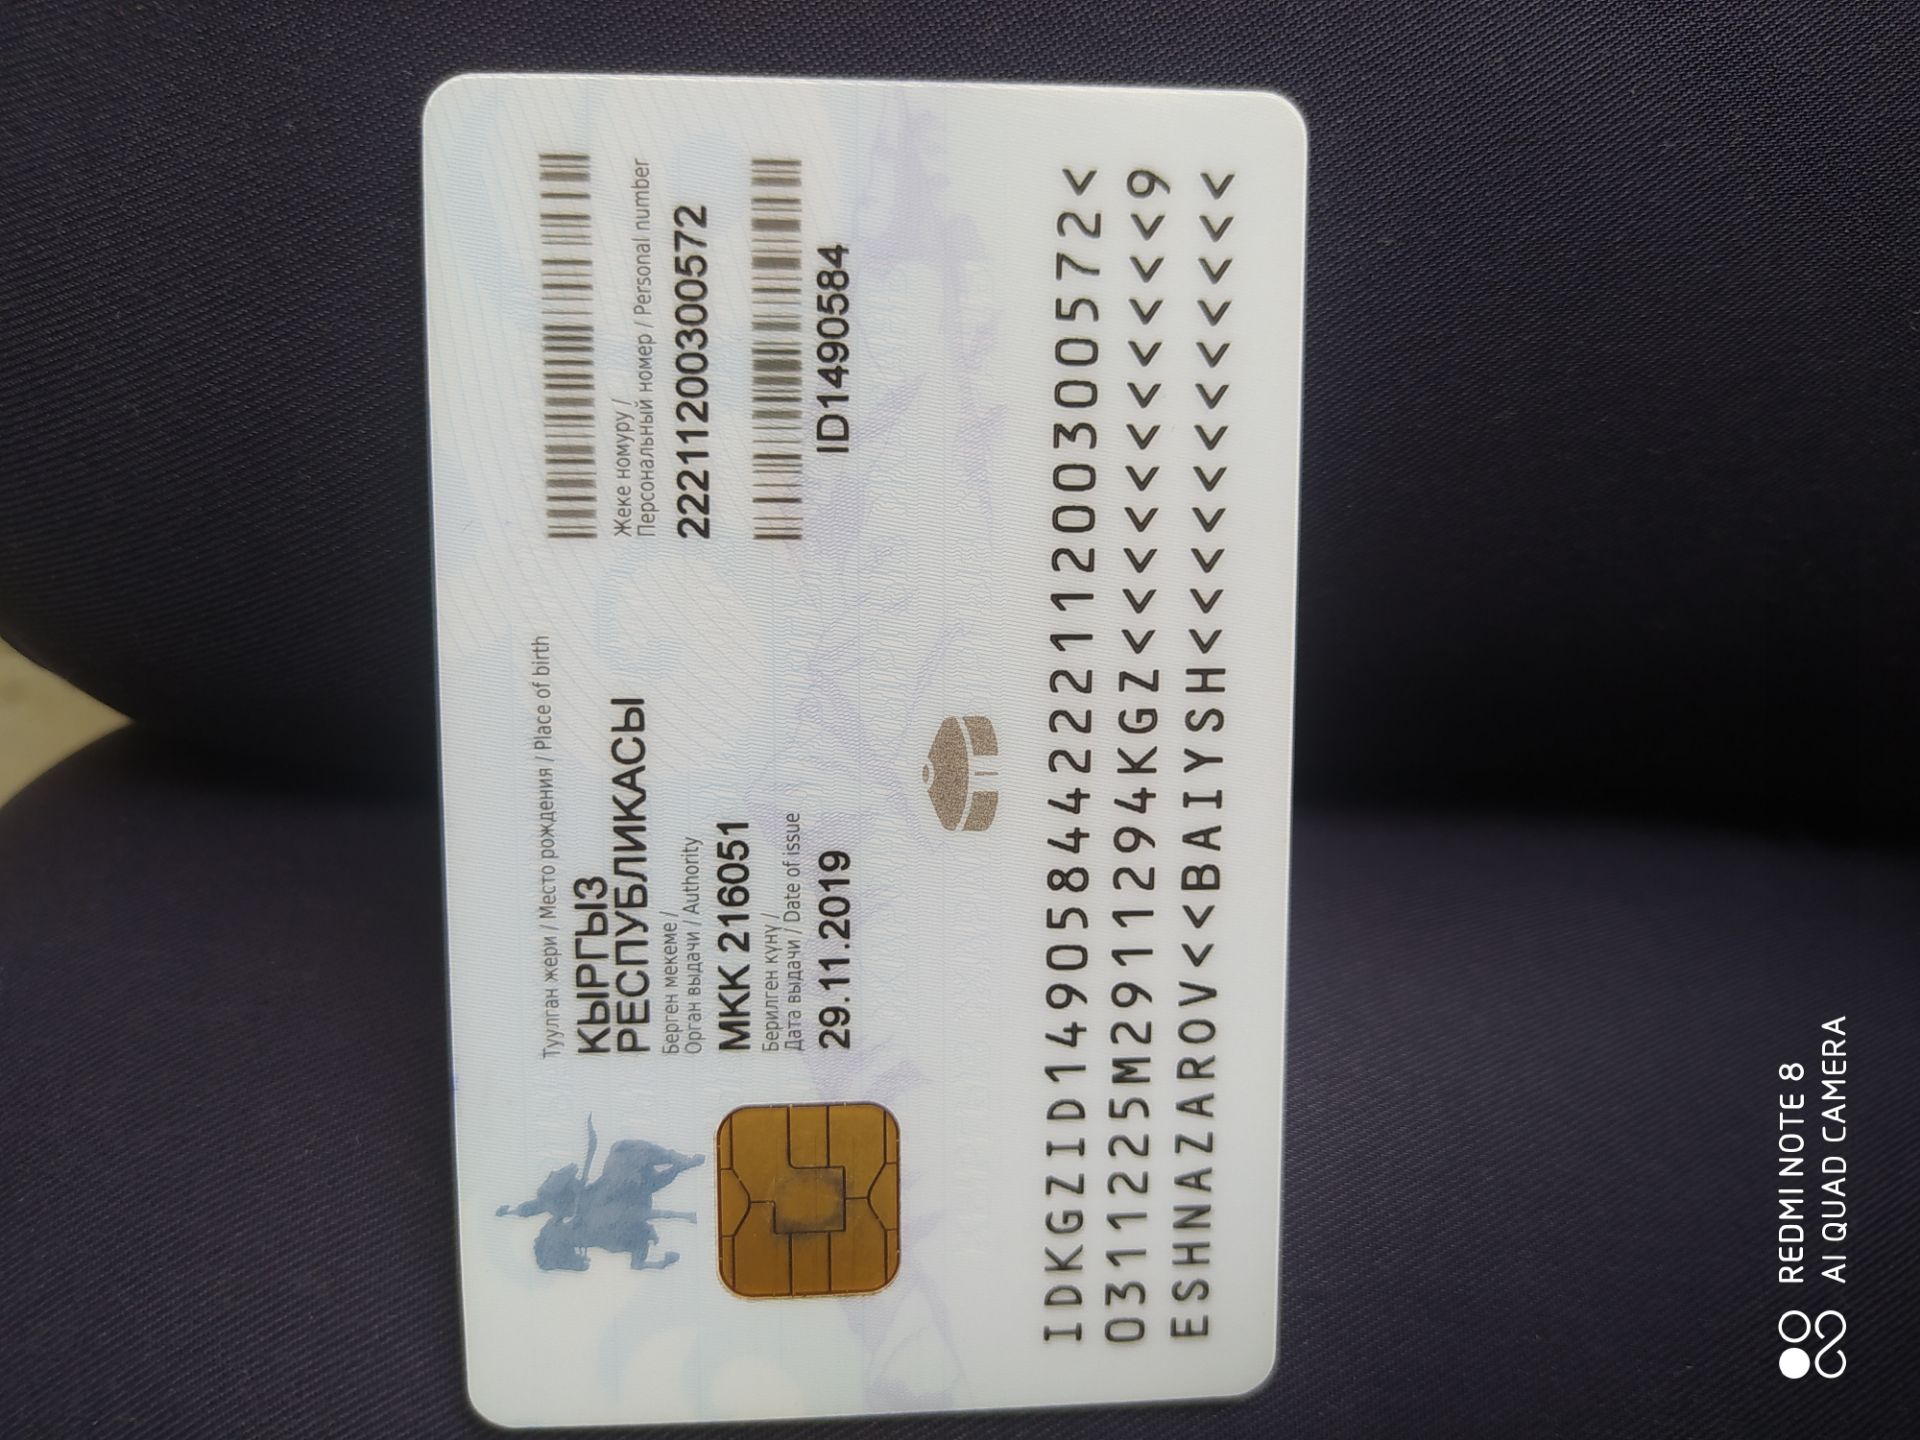 Туулган жери / Место рождения / Place of birth
КЫРГЫЗ
РЕСПУБЛИКАСЫ
Берген мекеме /
Орган выдачи / Authority
МКК 216051
Берилген күнү /
Дата выдачи / Date of issue
29.11.2019
Жеке номуру /
Персональный номер / Personal number
22211200300572
ID1490584
IDKGZID1490584422211200300572<
0311225M2911294KGZ<<<<<<<<<<<9
ESHNAZAROV<<BAIYSH<<<<<<<<<<<<
REDMI NOTE 8
AI QUAD CAMERA